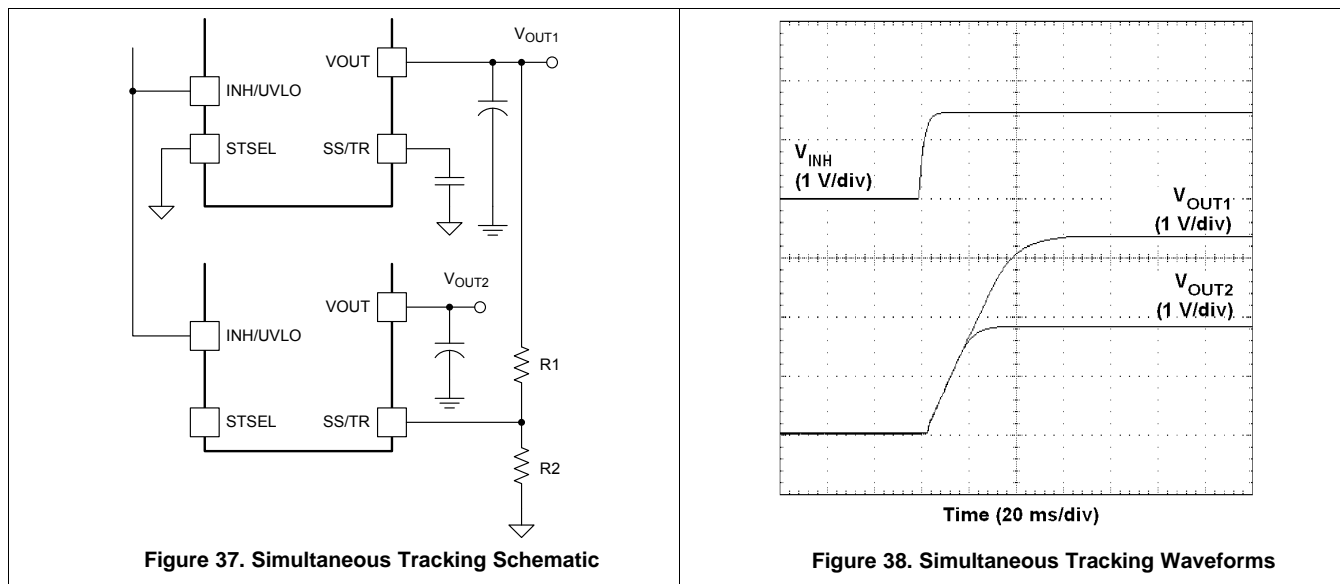 VOUT1
VOUT
INH/UVLO
STSEL
SS/TR
VOUT2
VOUT
INH/UVLO
R1
STSEL
SS/TR
R2
Figure 37. Simultaneous Tracking Schematic
VINH
(1 V/div)
VOUT1
(1 V/div)
VOUT2
(1 V/div)
Time (20 ms/div)
Figure 38. Simultaneous Tracking Waveforms